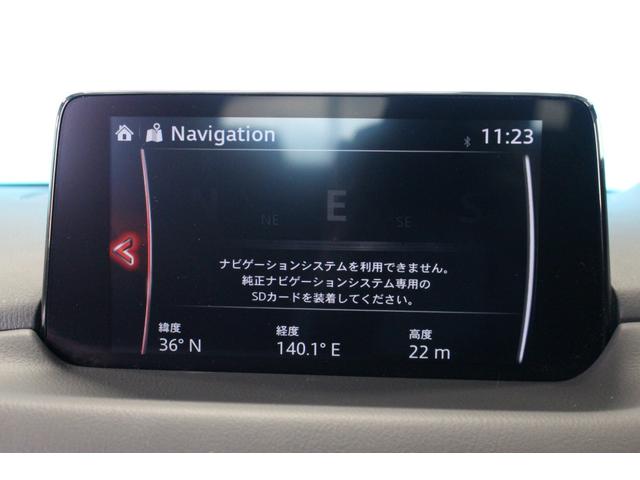 Navigation
11:23
N E S
NE SE
ナビゲーションシステムを利用できません。
純正ナビゲーションシステム専用の
SDカードを装着してください。
緯度 経度 高度
36° N 140.1° E 22 m